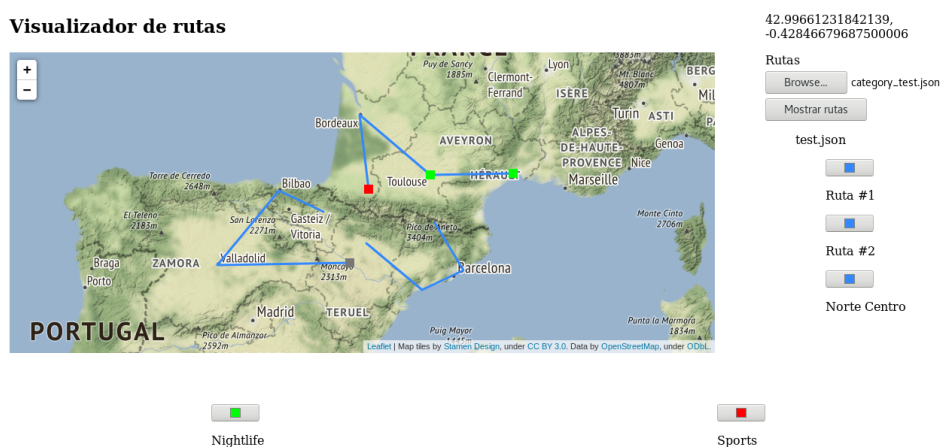 Visualizador de rutas
42.99661231842139,
-0.42846679687500006
Rutas
Browse... category_test.json
Mostrar rutas
test.json
Ruta #1
Ruta #2
Norte Centro
+
−
FRANCE
Puy de Sancy
1885m
Clermont-
Ferrand
Lyon
3883m
Mt. Blanc
4807m
BERG
Mil
ISÈRE
Turin
ASTI
Bordeaux
AVEYRON
ALPES-
DE-HAUTE-
PROVENCE
Genoa
Nice
Toulouse
HÉRAULT
Marseille
Torre de Cerredo
2648m
Bilbao
El Teleno
2183m
San Lorenzo
2271m
Gasteiz /
Vitoria
Pico de Aneto
3404m
Monte Cinto
2706m
Braga
ZAMORA
Valladolid
Moncayo
2313m
Barcelona
Porto
Madrid
TERUEL
PORTUGAL
Pico de Almanzor
2592m
Puig Mayor
Punta la Marmora
1834m
Leaflet | Map tiles by Stamen Design, under CC BY 3.0. Data by OpenStreetMap, under ODbL.
Nightlife
Sports